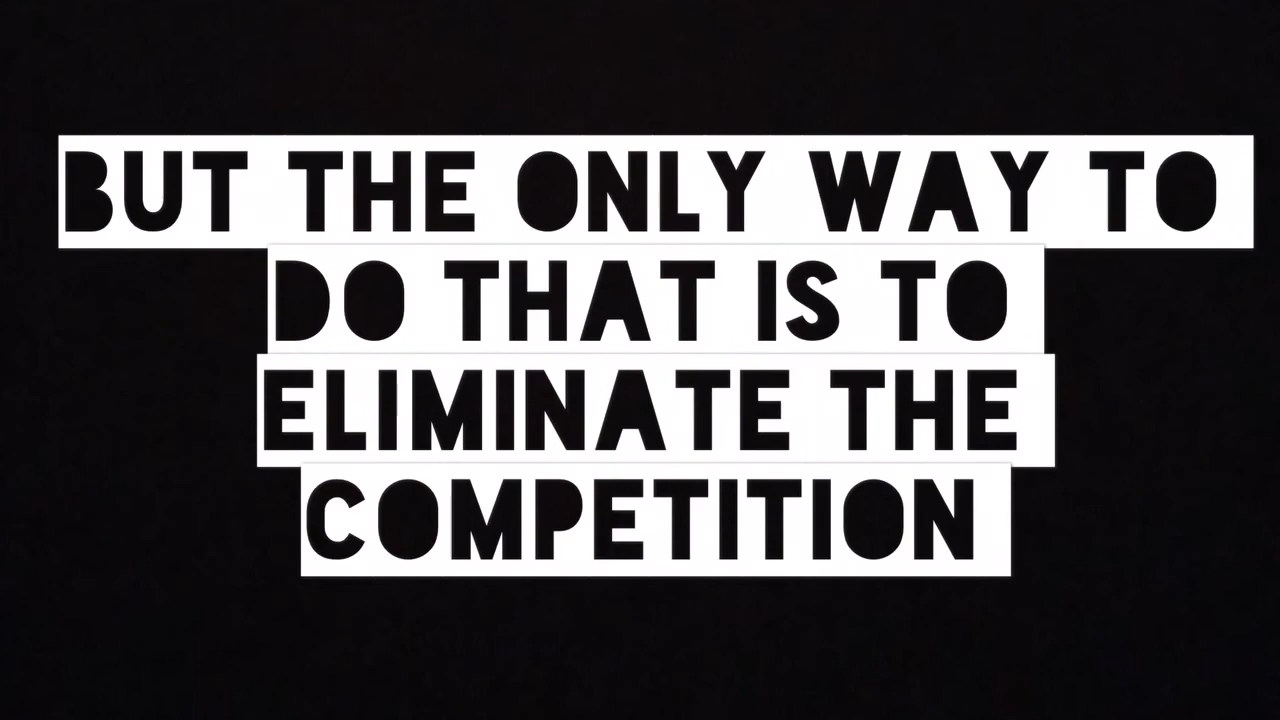 BUT THE ONLY WAY TO
DO THAT IS TO
ELIMINATE THE
COMPETITION